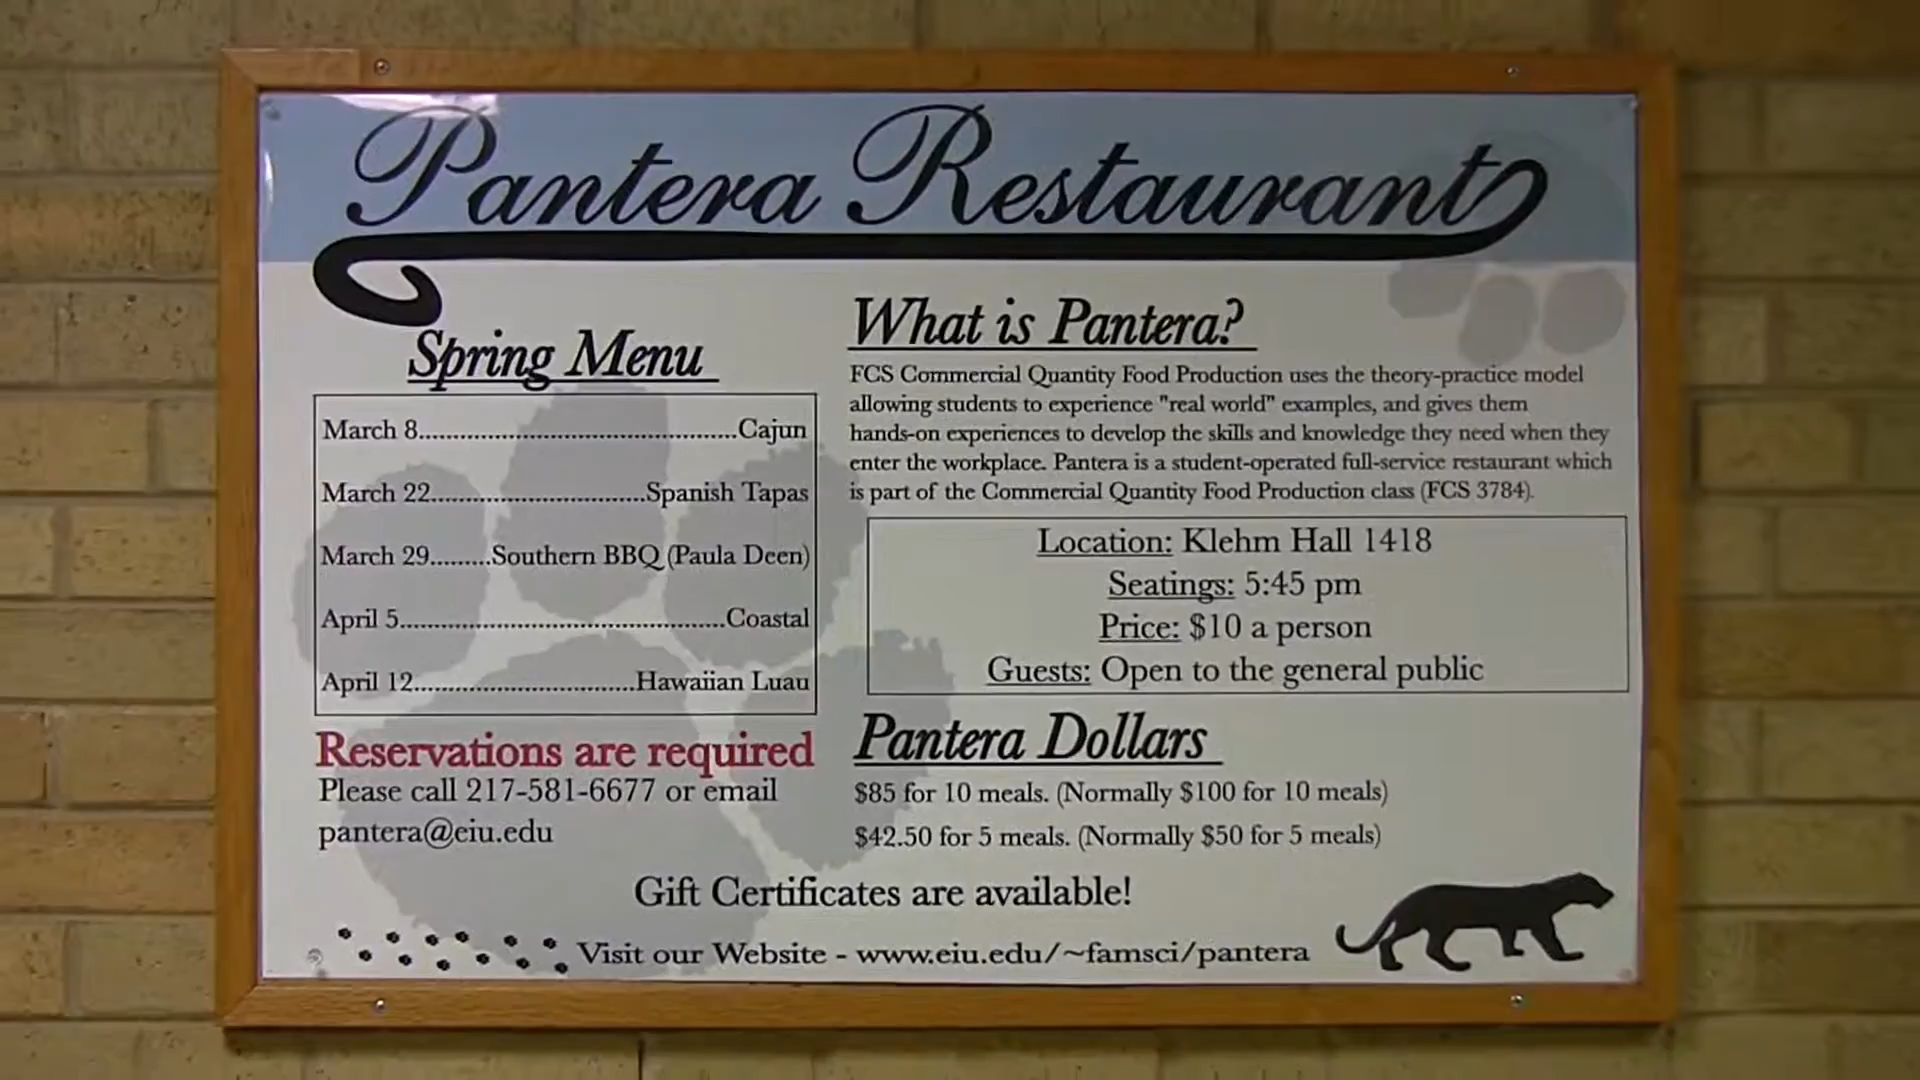 Pantera Restaurant
Spring Menu
March 8.............................................Cajun
March 22...............................Spanish Tapas
March 29.........Southern BBQ (Paula Deen)
April 5..............................................Coastal
April 12...............................Hawaiian Luau
Reservations are required
Please call 217-581-6677 or email
pantera@eiu.edu
What is Pantera?
FCS Commercial Quantity Food Production uses the theory-practice model
allowing students to experience "real world" examples, and gives them
hands-on experiences to develop the skills and knowledge they need when they
enter the workplace. Pantera is a student-operated full-service restaurant which
is part of the Commercial Quantity Food Production class (FCS 3784).
Location: Klehm Hall 1418
Seatings: 5:45 pm
Price: $10 a person
Guests: Open to the general public
Pantera Dollars
$85 for 10 meals. (Normally $100 for 10 meals)
$42.50 for 5 meals. (Normally $50 for 5 meals)
Gift Certificates are available!
Visit our Website - www.eiu.edu/~famsci/pantera